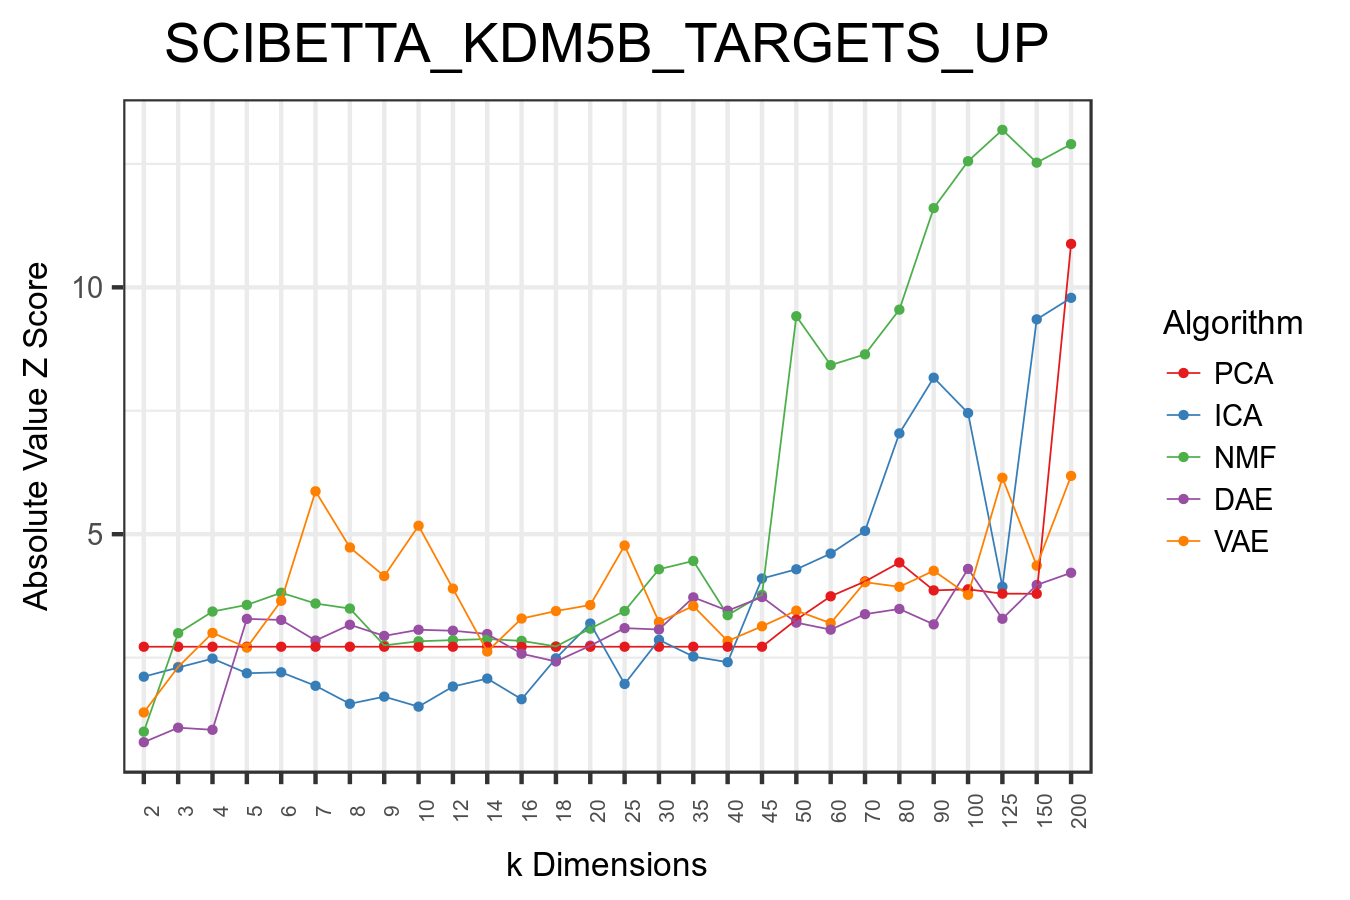 SCIBETTA_KDM5B_TARGETS_UP
Absolute Value Z Score
10
5
2 3 4 5 6 7 8 9 10 12 14 16 18 20 25 30 35 40 45 50 60 70 80 90 100 125 150 200
k Dimensions
Algorithm
PCA
ICA
NMF
DAE
VAE